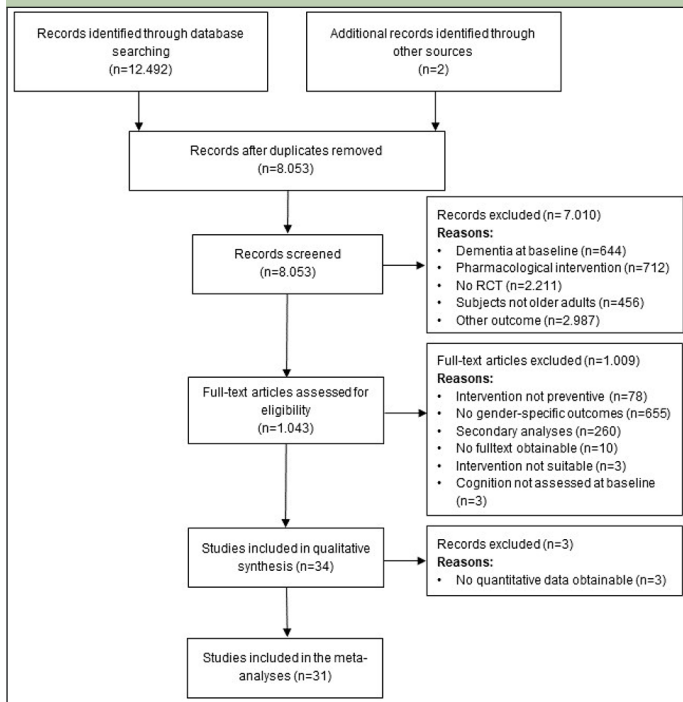 Records identified through database
searching
(n=12.492)
Additional records identified through
other sources
(n=2)
Records after duplicates removed
(n=8.053)
Records screened
(n=8.053)
Records excluded (n= 7.010)
Reasons:
• Dementia at baseline (n=644)
• Pharmacological intervention (n=712)
• No RCT (n=2.211)
• Subjects not older adults (n=456)
• Other outcome (n=2.987)
Full-text articles assessed for
eligibility
(n=1.043)
Full-text articles excluded (n=1.009)
Reasons:
• Intervention not preventive (n=78)
• No gender-specific outcomes (n=655)
• Secondary analyses (n=260)
• No fulltext obtainable (n=10)
• Intervention not suitable (n=3)
• Cognition not assessed at baseline
(n=3)
Studies included in qualitative
synthesis (n=34)
Records excluded (n=3)
Reasons:
• No quantitative data obtainable (n=3)
Studies included in the meta-
analyses (n=31)